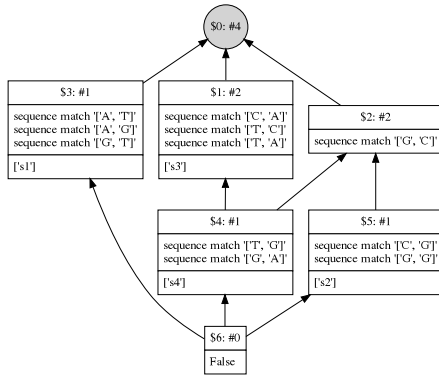 $0: #4
$3: #1
sequence match '['A', 'T']'
sequence match '['A', 'G']'
sequence match '['G', 'T']'
['s1']
$1: #2
sequence match '['C', 'A']'
sequence match '['T', 'C']'
sequence match '['T', 'A']'
['s3']
$2: #2
sequence match '['G', 'C']'
$4: #1
sequence match '['T', 'G']'
sequence match '['G', 'A']'
['s4']
$5: #1
sequence match '['C', 'G']'
sequence match '['G', 'G']'
['s2']
$6: #0
False